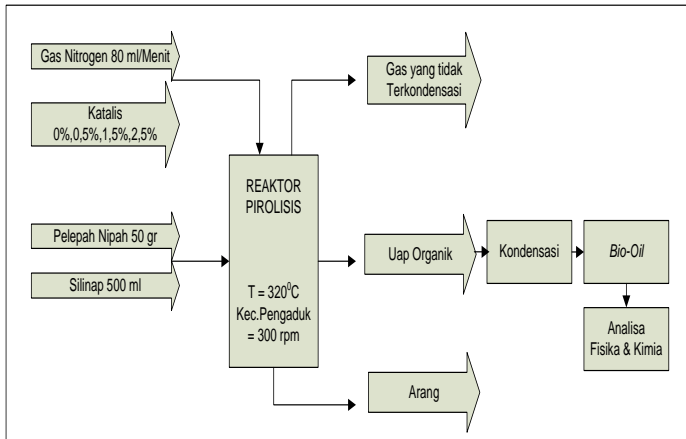 Gas Nitrogen 80 ml/Menit
Katalis
0%,0,5%,1,5%,2,5%
Pelepah Nipah 50 gr
Silinap 500 ml
REAKTOR
PIROLISIS
T = 320⁰C
Kec.Pengaduk
= 300 rpm
Gas yang tidak
Terkondensasi
Uap Organik
Kondensasi
Bio-Oil
Analisa
Fisika & Kimia
Arang